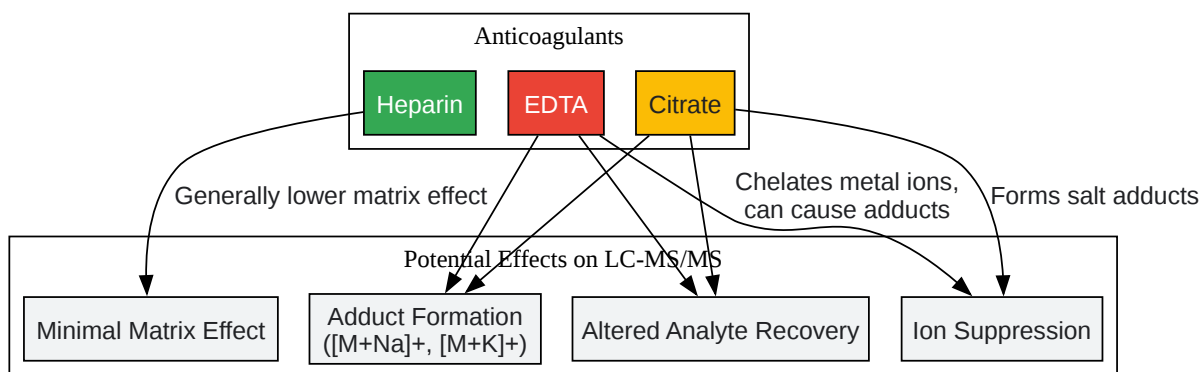 Anticoagulants
Heparin
EDTA
Citrate
Generally lower matrix effect
Chelates metal ions,
can cause adducts
Forms salt adducts
Potential Effects on LC-MS/MS
Minimal Matrix Effect
Adduct Formation
([M+Na]+, [M+K]+)
Altered Analyte Recovery
Ion Suppression